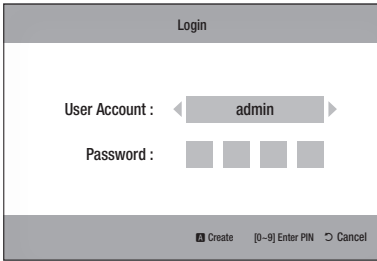 Login
User Account : admin
Password :
A Create [0~9] Enter PIN Cancel